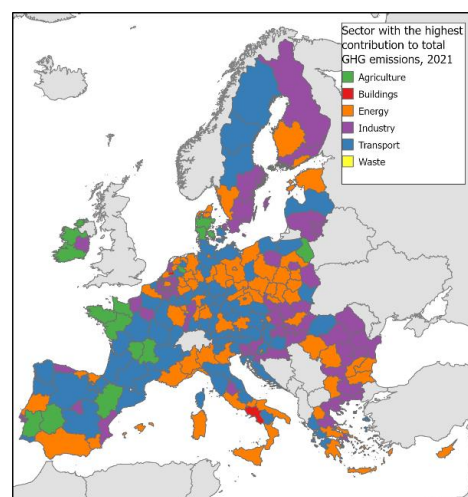 Sector with the highest
contribution to total
GHG emissions, 2021
Agriculture
Buildings
Energy
Industry
Transport
Waste